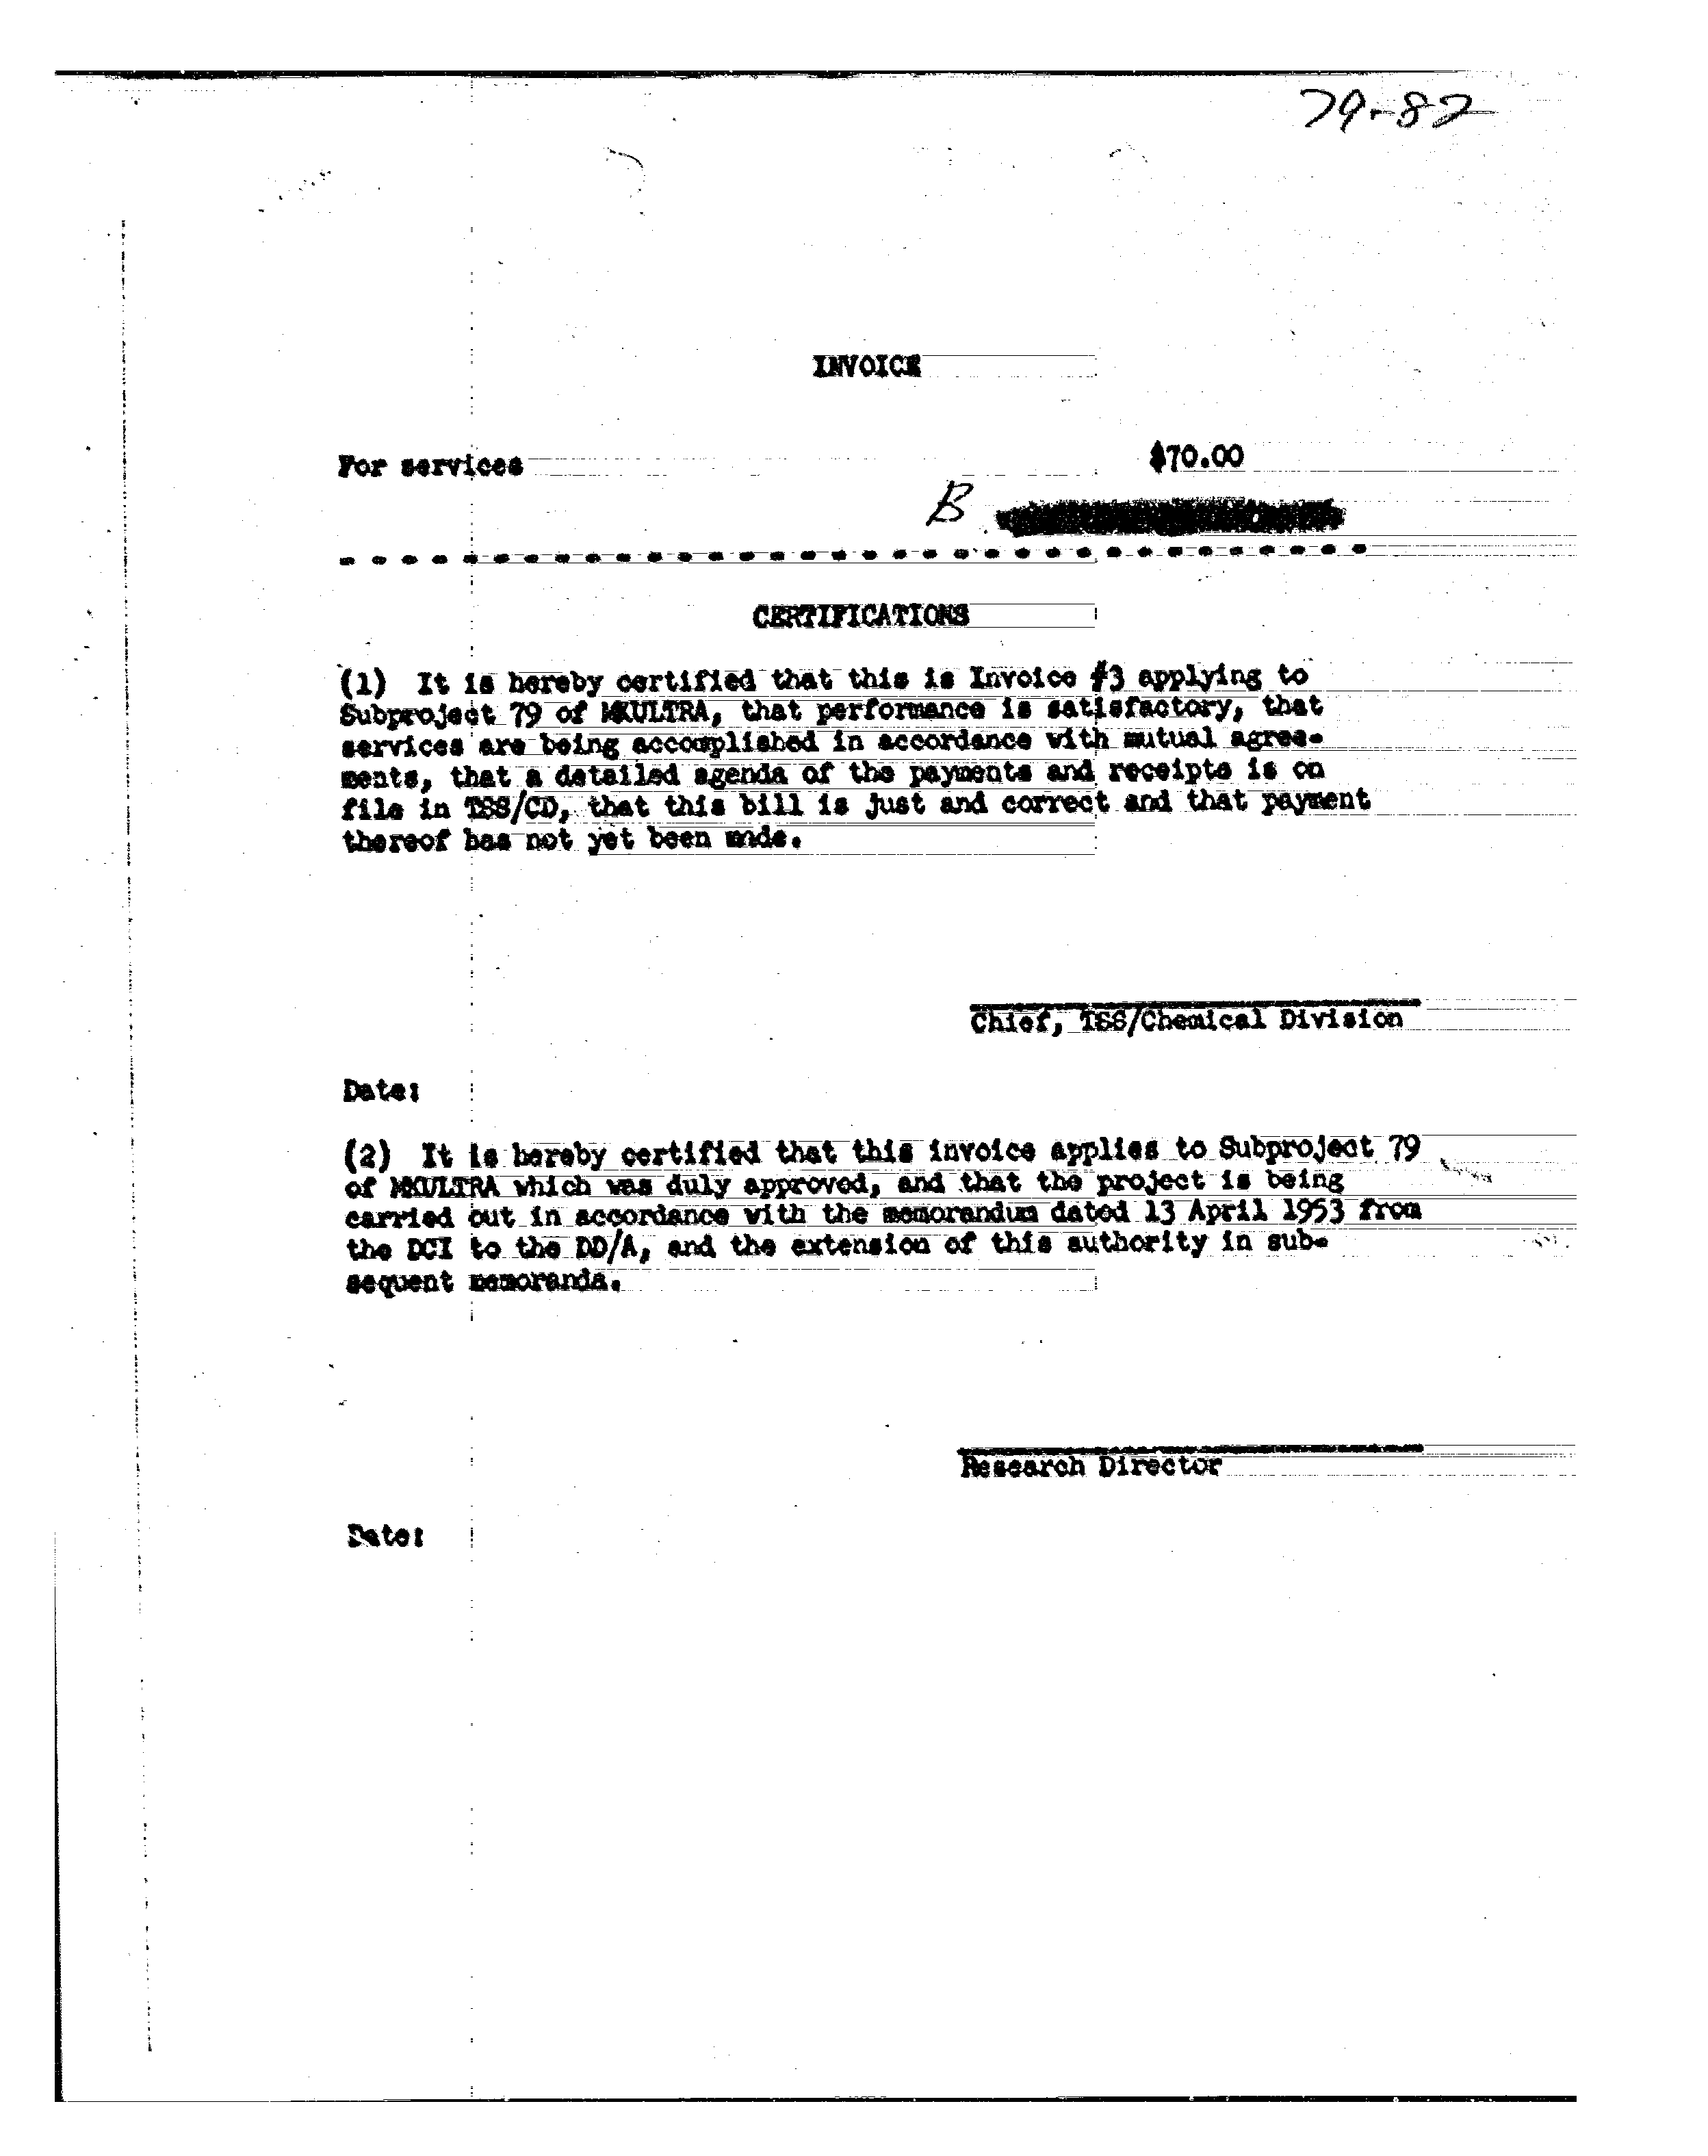 79-82
INVOICE
For services $70.00
B
- - - - - - - - - - - - - - - - - - - - - - - - - - - - - - - - - -
CERTIFICATIONS
(1) It is hereby certified that this is Invoice #3 applying to
Subproject 79 of MKULTRA, that performance is satisfactory, that
services are being accomplished in accordance with mutual agree-
ments, that a detailed agenda of the payments and receipts is on
file in TSS/CD, that this bill is just and correct and that payment
thereof has not yet been made.
Chief, TSS/Chemical Division
Date:
(2) It is hereby certified that this invoice applies to Subproject 79
of MKULTRA which was duly approved, and that the project is being
carried out in accordance with the memorandum dated 13 April 1953 from
the DCI to the DD/A, and the extension of this authority in sub-
sequent memoranda.
Research Director
Date: